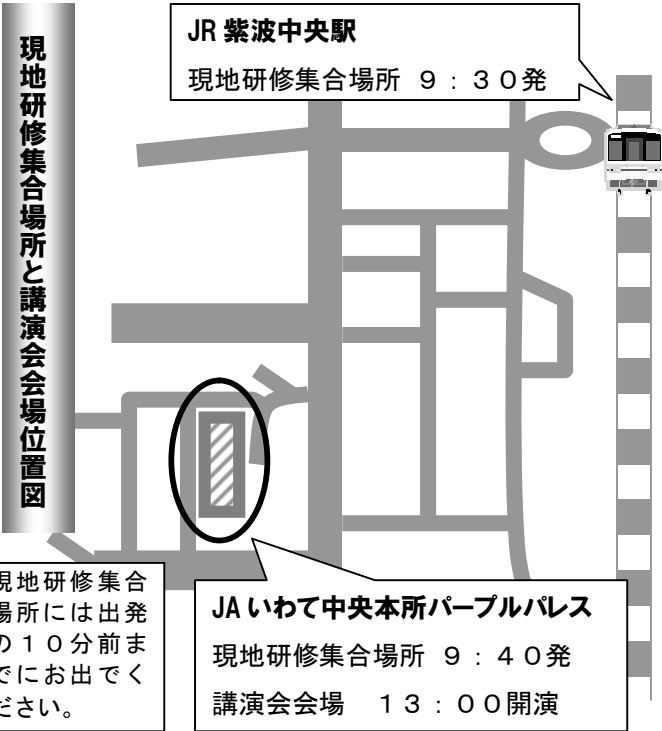 現地研修集合場所と講演会会場位置図
JR 紫波中央駅
現地研修集合場所 ９：３０発
現地研修集合
場所には出発
の１０分前ま
でにお出でく
ださい。
JA いわて中央本所パープルパレス
現地研修集合場所 ９：４０発
講演会会場　１３：００開演